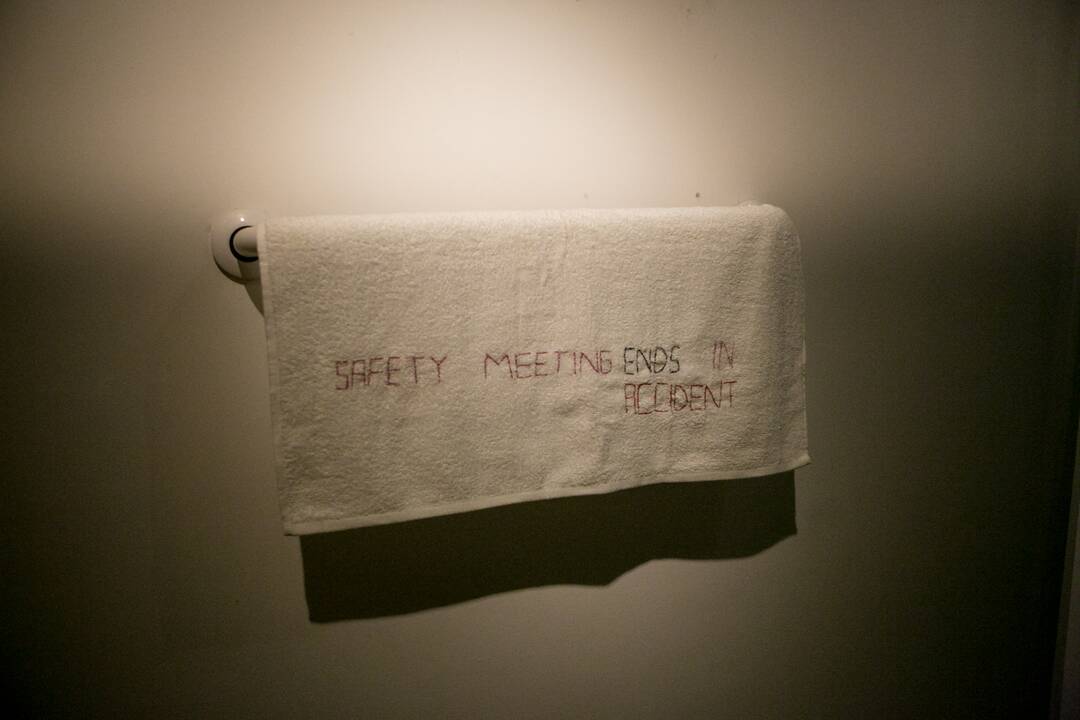 SAFETY MEETING ENDS IN
ACCIDENT